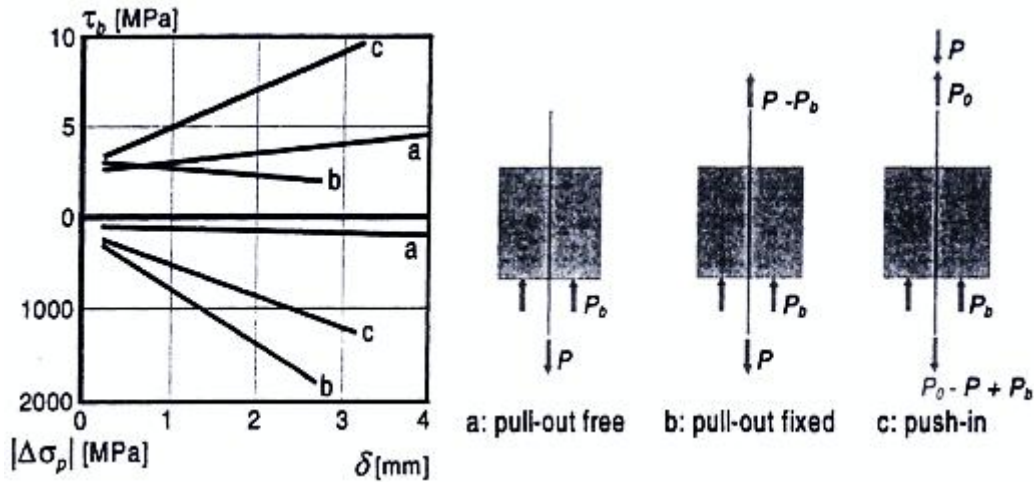 τb [MPa]
10
5
0
1000
2000
0 1 2 3 4
|Δσp| [MPa]
δ [mm]
c
a
b
a
c
b
Pb
P
a: pull-out free
P -Pb
Pb
P
b: pull-out fixed
P
P0
Pb
P0 - P + Pb
c: push-in